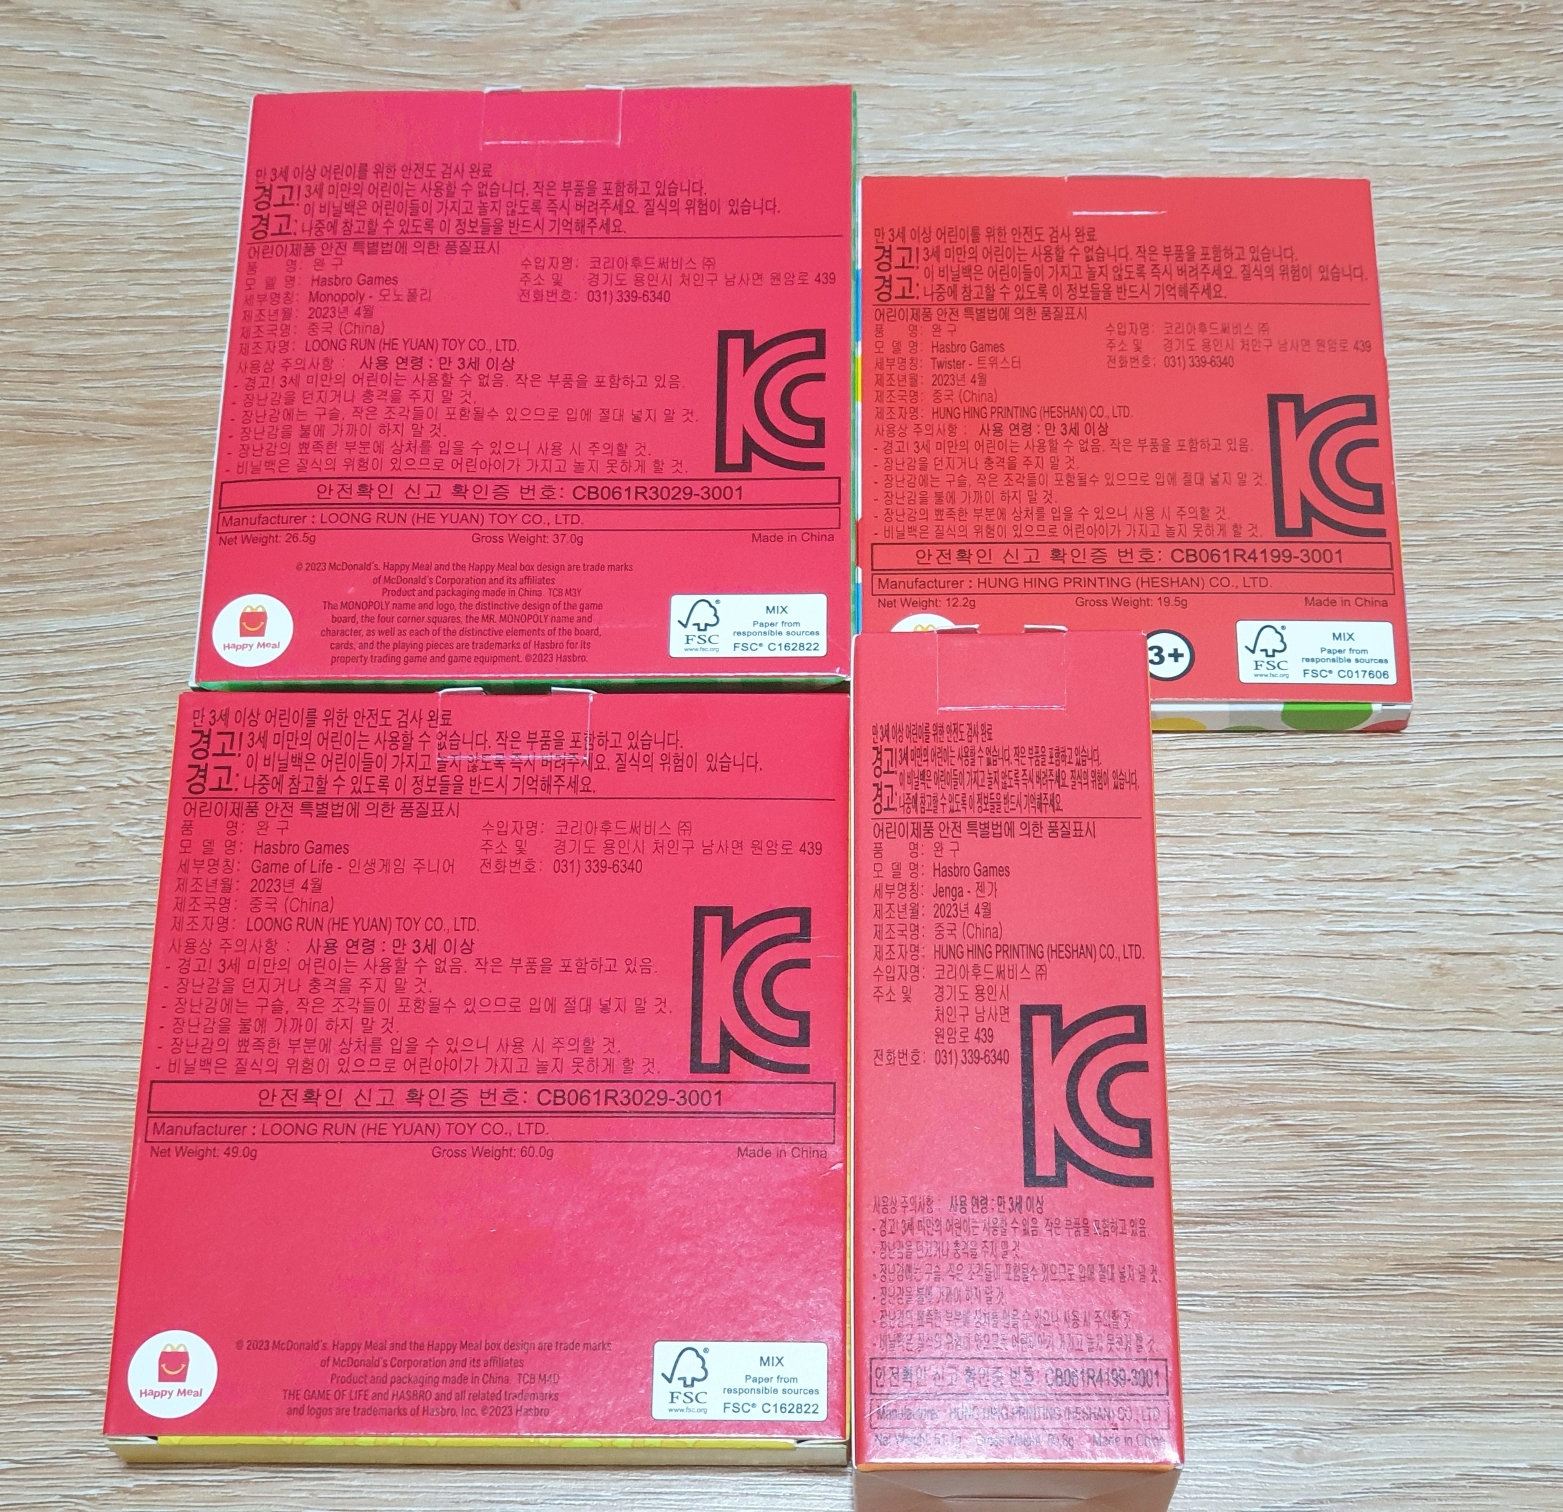 만 3세 이상 어린이를 위한 안전도 검사 완료
경고! 3세 미만의 어린이는 사용할 수 없습니다. 작은 부품을 포함하고 있습니다.
이 비닐백은 어린이들이 가지고 놀지 않도록 즉시 버려주세요. 질식의 위험이 있습니다.
경고: 나중에 참고할 수 있도록 이 정보들을 반드시 기억해주세요.
어린이제품 안전 특별법에 의한 품질표시
품 명: 완 구
모 델 명: Hasbro Games
세부명칭: Monopoly - 모노폴리
제조년월: 2023년 4월
제조국명: 중국 (China)
제조자명: LOONG RUN (HE YUAN) TOY CO., LTD.
수입자명: 코리아후드써비스 ㈜
주소 및 경기도 용인시 처인구 남사면 원암로 439
전화번호: 031) 339-6340
사용상 주의사항 : 사용 연령 : 만 3세 이상
- 경고! 3세 미만의 어린이는 사용할 수 없음. 작은 부품을 포함하고 있음.
- 장난감을 던지거나 충격을 주지 말 것.
- 장난감에는 구슬, 작은 조각들이 포함될수 있으므로 입에 절대 넣지 말 것.
- 장난감을 불에 가까이 하지 말 것.
- 장난감의 뾰족한 부분에 상처를 입을 수 있으니 사용 시 주의할 것.
- 비닐백은 질식의 위험이 있으므로 어린아이가 가지고 놀지 못하게 할 것.
KC
안전확인 신고 확인증 번호: CB061R3029-3001
Manufacturer : LOONG RUN (HE YUAN) TOY CO., LTD.
Net Weight: 26.5g Gross Weight: 37.0g Made in China
© 2023 McDonald's. Happy Meal and the Happy Meal box design are trade marks
of McDonald's Corporation and its affiliates
Product and packaging made in China. TCB M3Y
The MONOPOLY name and logo, the distinctive design of the game
board, the four corner squares, the MR. MONOPOLY name and
character, as well as each of the distinctive elements of the board,
cards, and the playing pieces are trademarks of Hasbro for its
property trading game and game equipment. ©2023 Hasbro.
Happy Meal
FSC
www.fsc.org
MIX
Paper from
responsible sources
FSC® C162822
만 3세 이상 어린이를 위한 안전도 검사 완료
경고! 3세 미만의 어린이는 사용할 수 없습니다. 작은 부품을 포함하고 있습니다.
이 비닐백은 어린이들이 가지고 놀지 않도록 즉시 버려주세요. 질식의 위험이 있습니다.
경고: 나중에 참고할 수 있도록 이 정보들을 반드시 기억해주세요.
어린이제품 안전 특별법에 의한 품질표시
품 명: 완 구
모 델 명: Hasbro Games
세부명칭: Twister - 트위스터
제조년월: 2023년 4월
제조국명: 중국 (China)
제조자명: HUNG HING PRINTING (HESHAN) CO., LTD.
수입자명: 코리아후드써비스 ㈜
주소 및 경기도 용인시 처인구 남사면 원암로 439
전화번호: 031) 339-6340
사용상 주의사항 : 사용 연령 : 만 3세 이상
- 경고! 3세 미만의 어린이는 사용할 수 없음. 작은 부품을 포함하고 있음.
- 장난감을 던지거나 충격을 주지 말 것.
- 장난감에는 구슬, 작은 조각들이 포함될수 있으므로 입에 절대 넣지 말 것.
- 장난감을 불에 가까이 하지 말 것.
- 장난감의 뾰족한 부분에 상처를 입을 수 있으니 사용 시 주의할 것.
- 비닐백은 질식의 위험이 있으므로 어린아이가 가지고 놀지 못하게 할 것.
KC
안전확인 신고 확인증 번호: CB061R4199-3001
Manufacturer : HUNG HING PRINTING (HESHAN) CO., LTD.
Net Weight: 12.2g Gross Weight: 19.5g Made in China
3+
FSC
www.fsc.org
MIX
Paper from
responsible sources
FSC® C017606
만 3세 이상 어린이를 위한 안전도 검사 완료
경고! 3세 미만의 어린이는 사용할 수 없습니다. 작은 부품을 포함하고 있습니다.
이 비닐백은 어린이들이 가지고 놀지 않도록 즉시 버려주세요. 질식의 위험이 있습니다.
경고: 나중에 참고할 수 있도록 이 정보들을 반드시 기억해주세요.
어린이제품 안전 특별법에 의한 품질표시
품 명: 완 구
모 델 명: Hasbro Games
세부명칭: Game of Life - 인생게임 주니어
제조년월: 2023년 4월
제조국명: 중국 (China)
제조자명: LOONG RUN (HE YUAN) TOY CO., LTD.
수입자명: 코리아후드써비스 ㈜
주소 및 경기도 용인시 처인구 남사면 원암로 439
전화번호: 031) 339-6340
사용상 주의사항 : 사용 연령 : 만 3세 이상
- 경고! 3세 미만의 어린이는 사용할 수 없음. 작은 부품을 포함하고 있음.
- 장난감을 던지거나 충격을 주지 말 것.
- 장난감에는 구슬, 작은 조각들이 포함될수 있으므로 입에 절대 넣지 말 것.
- 장난감을 불에 가까이 하지 말 것.
- 장난감의 뾰족한 부분에 상처를 입을 수 있으니 사용 시 주의할 것.
- 비닐백은 질식의 위험이 있으므로 어린아이가 가지고 놀지 못하게 할 것.
KC
안전확인 신고 확인증 번호: CB061R3029-3001
Manufacturer : LOONG RUN (HE YUAN) TOY CO., LTD.
Net Weight: 49.0g Gross Weight: 60.0g Made in China
© 2023 McDonald's. Happy Meal and the Happy Meal box design are trade marks
of McDonald's Corporation and its affiliates
Product and packaging made in China. TCB M4D
THE GAME OF LIFE and HASBRO and all related trademarks
and logos are trademarks of Hasbro, Inc. ©2023 Hasbro
Happy Meal
FSC
www.fsc.org
MIX
Paper from
responsible sources
FSC® C162822
만 3세 이상 어린이를 위한 안전도 검사 완료
경고! 3세 미만의 어린이는 사용할 수 없습니다. 작은 부품을 포함하고 있습니다.
이 비닐백은 어린이들이 가지고 놀지 않도록 즉시 버려주세요. 질식의 위험이 있습니다.
경고: 나중에 참고할 수 있도록 이 정보들을 반드시 기억해주세요.
어린이제품 안전 특별법에 의한 품질표시
품 명: 완 구
모 델 명: Hasbro Games
세부명칭: Jenga - 젠가
제조년월: 2023년 4월
제조국명: 중국 (China)
제조자명: HUNG HING PRINTING (HESHAN) CO., LTD.
수입자명: 코리아후드써비스 ㈜
주소 및 경기도 용인시
처인구 남사면
원암로 439
전화번호: 031) 339-6340
KC
사용상 주의사항 : 사용 연령 : 만 3세 이상
- 경고! 3세 미만의 어린이는 사용할 수 없음. 작은 부품을 포함하고 있음
- 장난감을 던지거나 충격을 주지 말 것.
- 장난감에는 구슬, 작은 조각들이 포함될수 있으므로 입에 절대 넣지 말 것.
- 장난감을 불에 가까이 하지 말 것.
- 장난감의 뾰족한 부분에 상처를 입을 수 있으니 사용 시 주의할 것
- 비닐백은 질식의 위험이 있으므로 어린아이가 가지고 놀지 못하게 할 것.
안전확인 신고 확인증 번호: CB061R4199-3001
Manufacturer : HUNG HING PRINTING (HESHAN) CO., LTD.
Net Weight: Gross Weight: Made in China